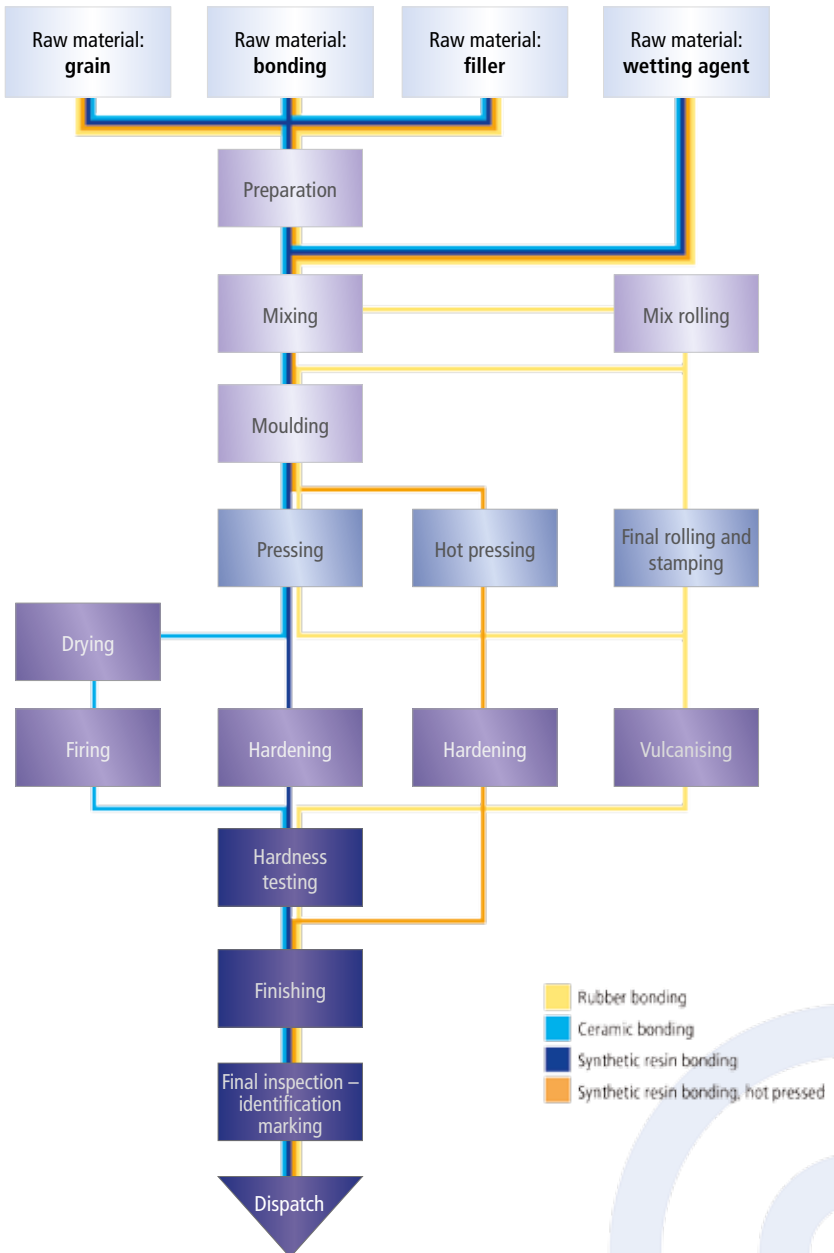 Raw material:
grain
Raw material:
bonding
Raw material:
filler
Raw material:
wetting agent
Preparation
Mixing
Mix rolling
Moulding
Pressing
Hot pressing
Final rolling and
stamping
Drying
Firing
Hardening
Hardening
Vulcanising
Hardness
testing
Finishing
Rubber bonding
Ceramic bonding
Synthetic resin bonding
Synthetic resin bonding, hot pressed
Final inspection –
identification
marking
Dispatch